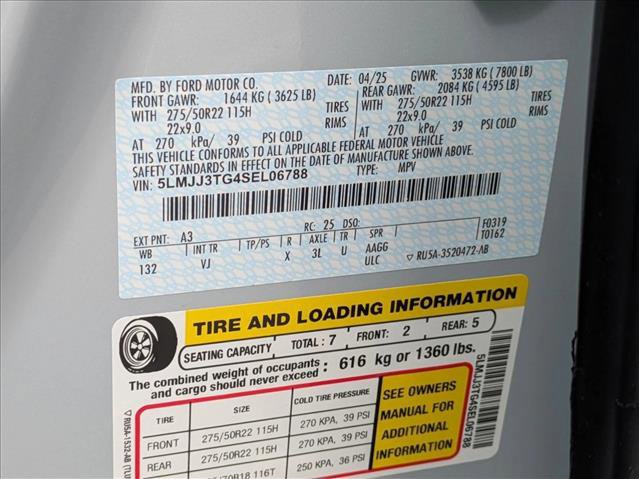 MFD. BY FORD MOTOR CO. DATE: 04/25 GVWR: 3538 KG ( 7800 LB)
FRONT GAWR: 1644 KG ( 3625 LB) REAR GAWR: 2084 KG ( 4595 LB)
WITH 275/50R22 115H TIRES WITH 275/50R22 115H TIRES
22x9.0 RIMS 22x9.0 RIMS
AT 270 kPa/ 39 PSI COLD AT 270 kPa/ 39 PSI COLD
THIS VEHICLE CONFORMS TO ALL APPLICABLE FEDERAL MOTOR VEHICLE
SAFETY STANDARDS IN EFFECT ON THE DATE OF MANUFACTURE SHOWN ABOVE.
VIN: 5LMJJ3TG4SEL06788 TYPE: MPV
EXT PNT: A3 RC: 25 DSO: F0319
WB INT TR TP/PS R AXLE TR SPR T0162
132 VJ X 3L U AAGG
ULC ▽ RU5A-3520472-AB
TIRE AND LOADING INFORMATION
SEATING CAPACITY TOTAL: 7 FRONT: 2 REAR: 5
The combined weight of occupants and cargo should never exceed: 616 kg or 1360 lbs.
TIRE SIZE COLD TIRE PRESSURE
FRONT 275/50R22 115H 270 KPA, 39 PSI
REAR 275/50R22 115H 270 KPA, 39 PSI
70R18 116T 250 KPA, 36 PSI
SEE OWNERS
MANUAL FOR
ADDITIONAL
INFORMATION
5LMJJ3TG4SEL06788
▽ RU5A-1532-AB